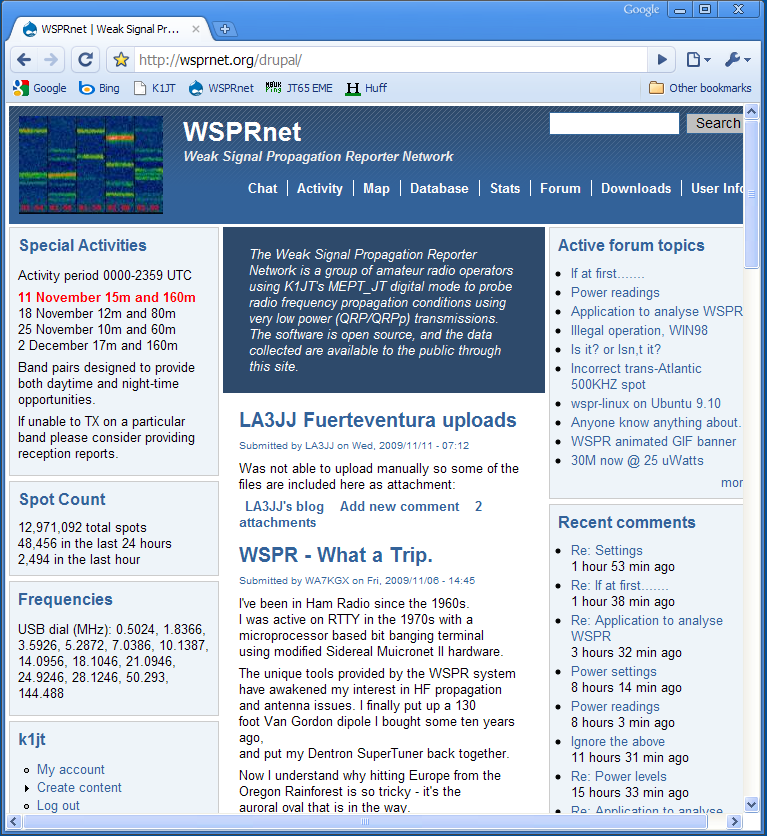 Google
WSPRnet | Weak Signal Pr...
http://wsprnet.org/drupal/
Google Bing K1JT WSPRnet JT65 EME Huff Other bookmarks
WSPRnet
Weak Signal Propagation Reporter Network
Search
Chat Activity Map Database Stats Forum Downloads User Info
Special Activities
Activity period 0000-2359 UTC
11 November 15m and 160m
18 November 12m and 80m
25 November 10m and 60m
2 December 17m and 160m
Band pairs designed to provide
both daytime and night-time
opportunities.
If unable to TX on a particular
band please consider providing
reception reports.
Spot Count
12,971,092 total spots
48,456 in the last 24 hours
2,494 in the last hour
Frequencies
USB dial (MHz): 0.5024, 1.8366,
3.5926, 5.2872, 7.0386, 10.1387,
14.0956, 18.1046, 21.0946,
24.9246, 28.1246, 50.293,
144.488
k1jt
My account
Create content
Log out
The Weak Signal Propagation Reporter
Network is a group of amateur radio operators
using K1JT's MEPT_JT digital mode to probe
radio frequency propagation conditions using
very low power (QRP/QRPp) transmissions.
The software is open source, and the data
collected are available to the public through
this site.
LA3JJ Fuerteventura uploads
Submitted by LA3JJ on Wed, 2009/11/11 - 07:12
Was not able to upload manually so some of the
files are included here as attachment:
LA3JJ's blog Add new comment 2
attachments
WSPR - What a Trip.
Submitted by WA7KGX on Fri, 2009/11/06 - 14:45
I've been in Ham Radio since the 1960s.
I was active on RTTY in the 1970s with a
microprocessor based bit banging terminal
using modified Sidereal Muicronet II hardware.
The unique tools provided by the WSPR system
have awakened my interest in HF propagation
and antenna issues. I finally put up a 130
foot Van Gordon dipole I bought some ten years
ago,
and put my Dentron SuperTuner back together.
Now I understand why hitting Europe from the
Oregon Rainforest is so tricky - it's the
auroral oval that is in the way.
Active forum topics
If at first.......
Power readings
Application to analyse WSPR
Illegal operation, WIN98
Is it? or Isn,t it?
Incorrect trans-Atlantic
500KHZ spot
wspr-linux on Ubuntu 9.10
Anyone know anything about.
WSPR animated GIF banner
30M now @ 25 uWatts
mor
Recent comments
Re: Settings
1 hour 53 min ago
Re: If at first.......
1 hour 38 min ago
Re: Application to analyse
WSPR
3 hours 32 min ago
Power settings
8 hours 14 min ago
Power readings
8 hours 3 min ago
Ignore the above
11 hours 31 min ago
Re: Power levels
15 hours 33 min ago
Re: Application to analyse